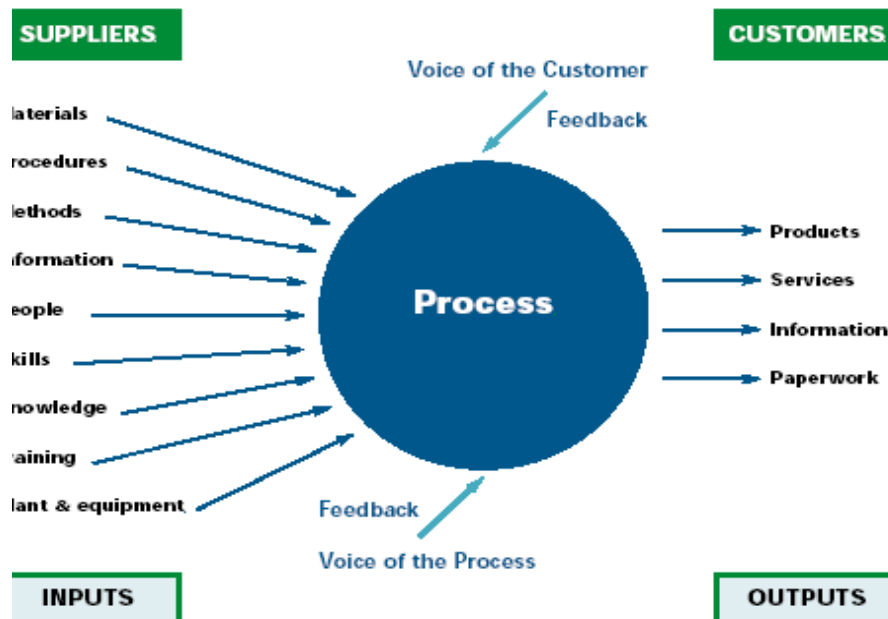 SUPPLIERS
CUSTOMERS
Voice of the Customer
Feedback
laterials
rocedures
lethods
nformation
eople
kills
nowledge
raining
lant & equipment
Process
Products
Services
Information
Paperwork
Feedback
Voice of the Process
INPUTS
OUTPUTS